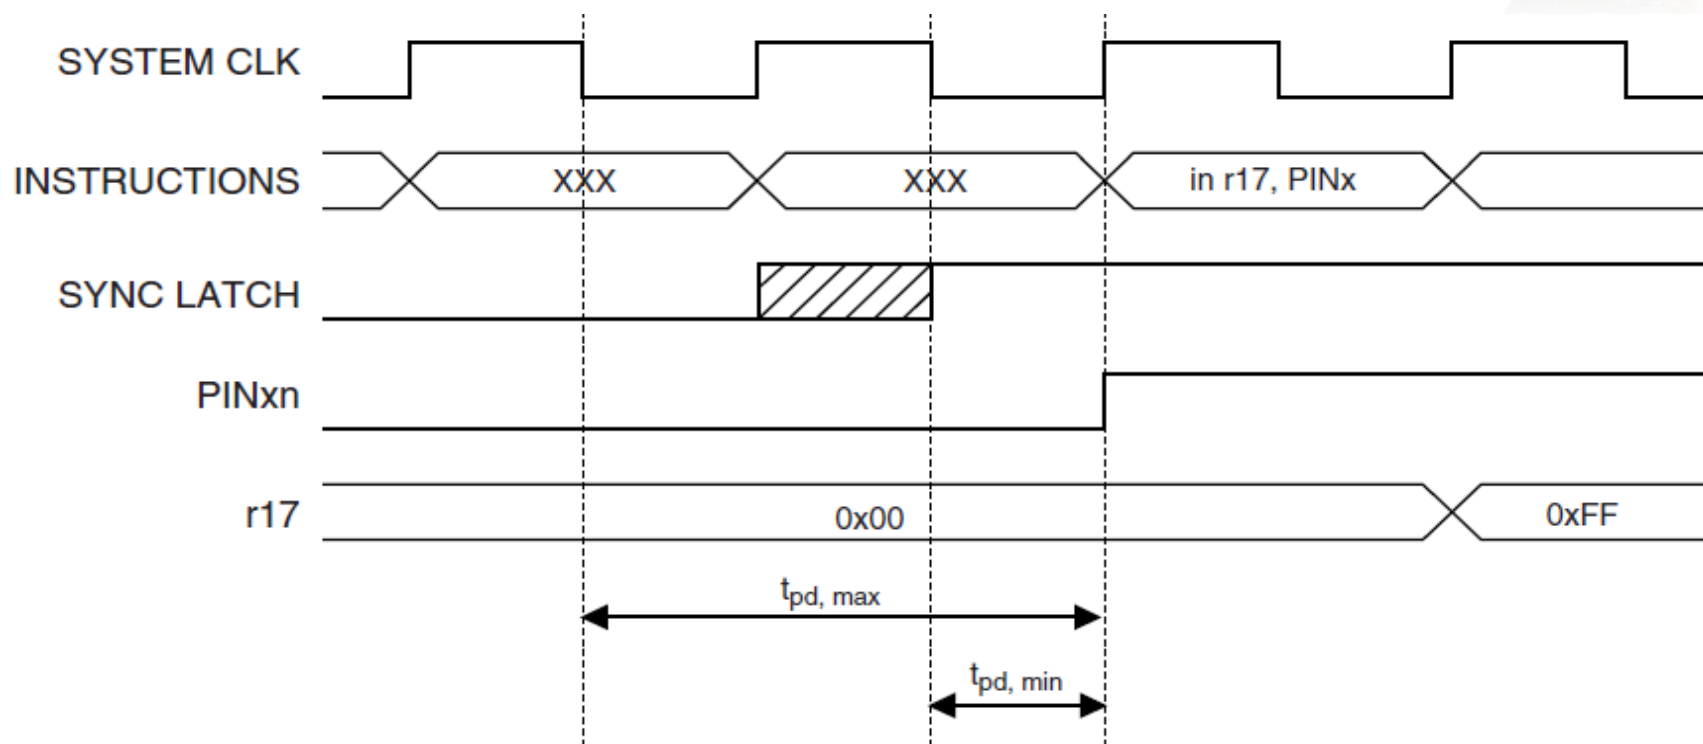 SYSTEM CLK
INSTRUCTIONS XXX XXX in r17, PINx
SYNC LATCH
PINxn
r17 0x00 0xFF
tpd, max
tpd, min